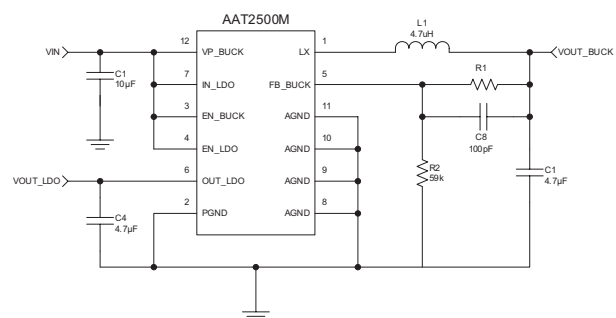 AAT2500M
VIN
12
VP_BUCK
LX
1
L1
4.7uH
VOUT_BUCK
C1
10μF
7
IN_LDO
FB_BUCK
5
R1
3
EN_BUCK
AGND
11
C8
100pF
4
EN_LDO
AGND
10
VOUT_LDO
6
OUT_LDO
AGND
9
R2
59k
C1
4.7μF
C4
4.7μF
2
PGND
AGND
8